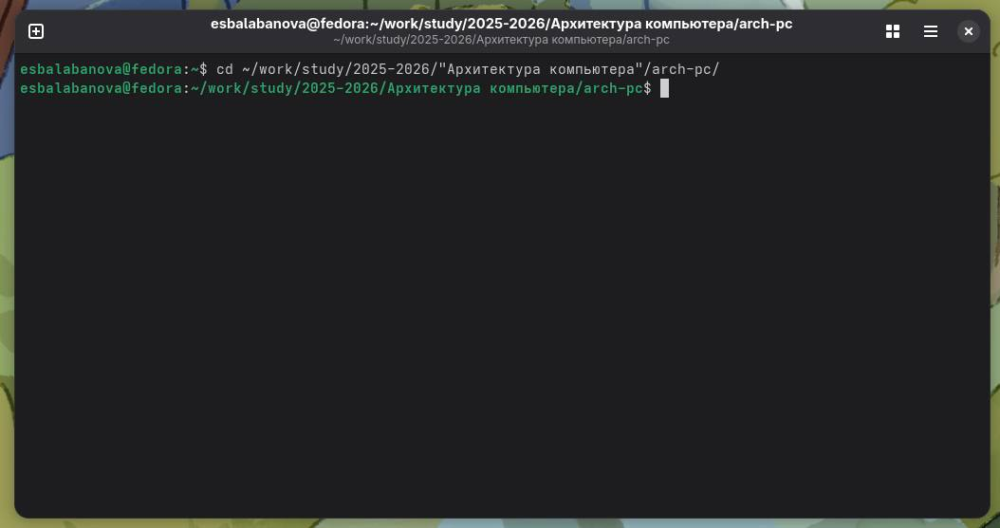 esbalabanova@fedora:~/work/study/2025-2026/Архитектура компьютера/arch-pc
~/work/study/2025-2026/Архитектура компьютера/arch-pc
esbalabanova@fedora:~$ cd ~/work/study/2025-2026/"Архитектура компьютера"/arch-pc/
esbalabanova@fedora:~/work/study/2025-2026/Архитектура компьютера/arch-pc$